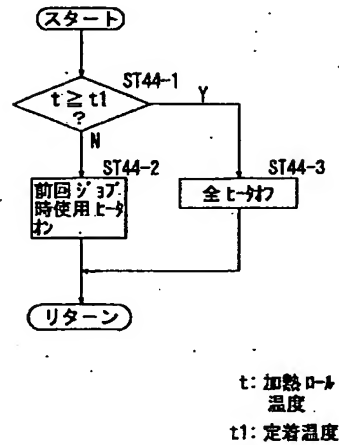 スタート
ST44-1
t≧t1
?
Y
N
ST44-2
ST44-3
前回ジョブ
時使用ヒータ
オン
全ヒータオフ
リターン
t: 加熱ロール
温度
t1: 定着温度